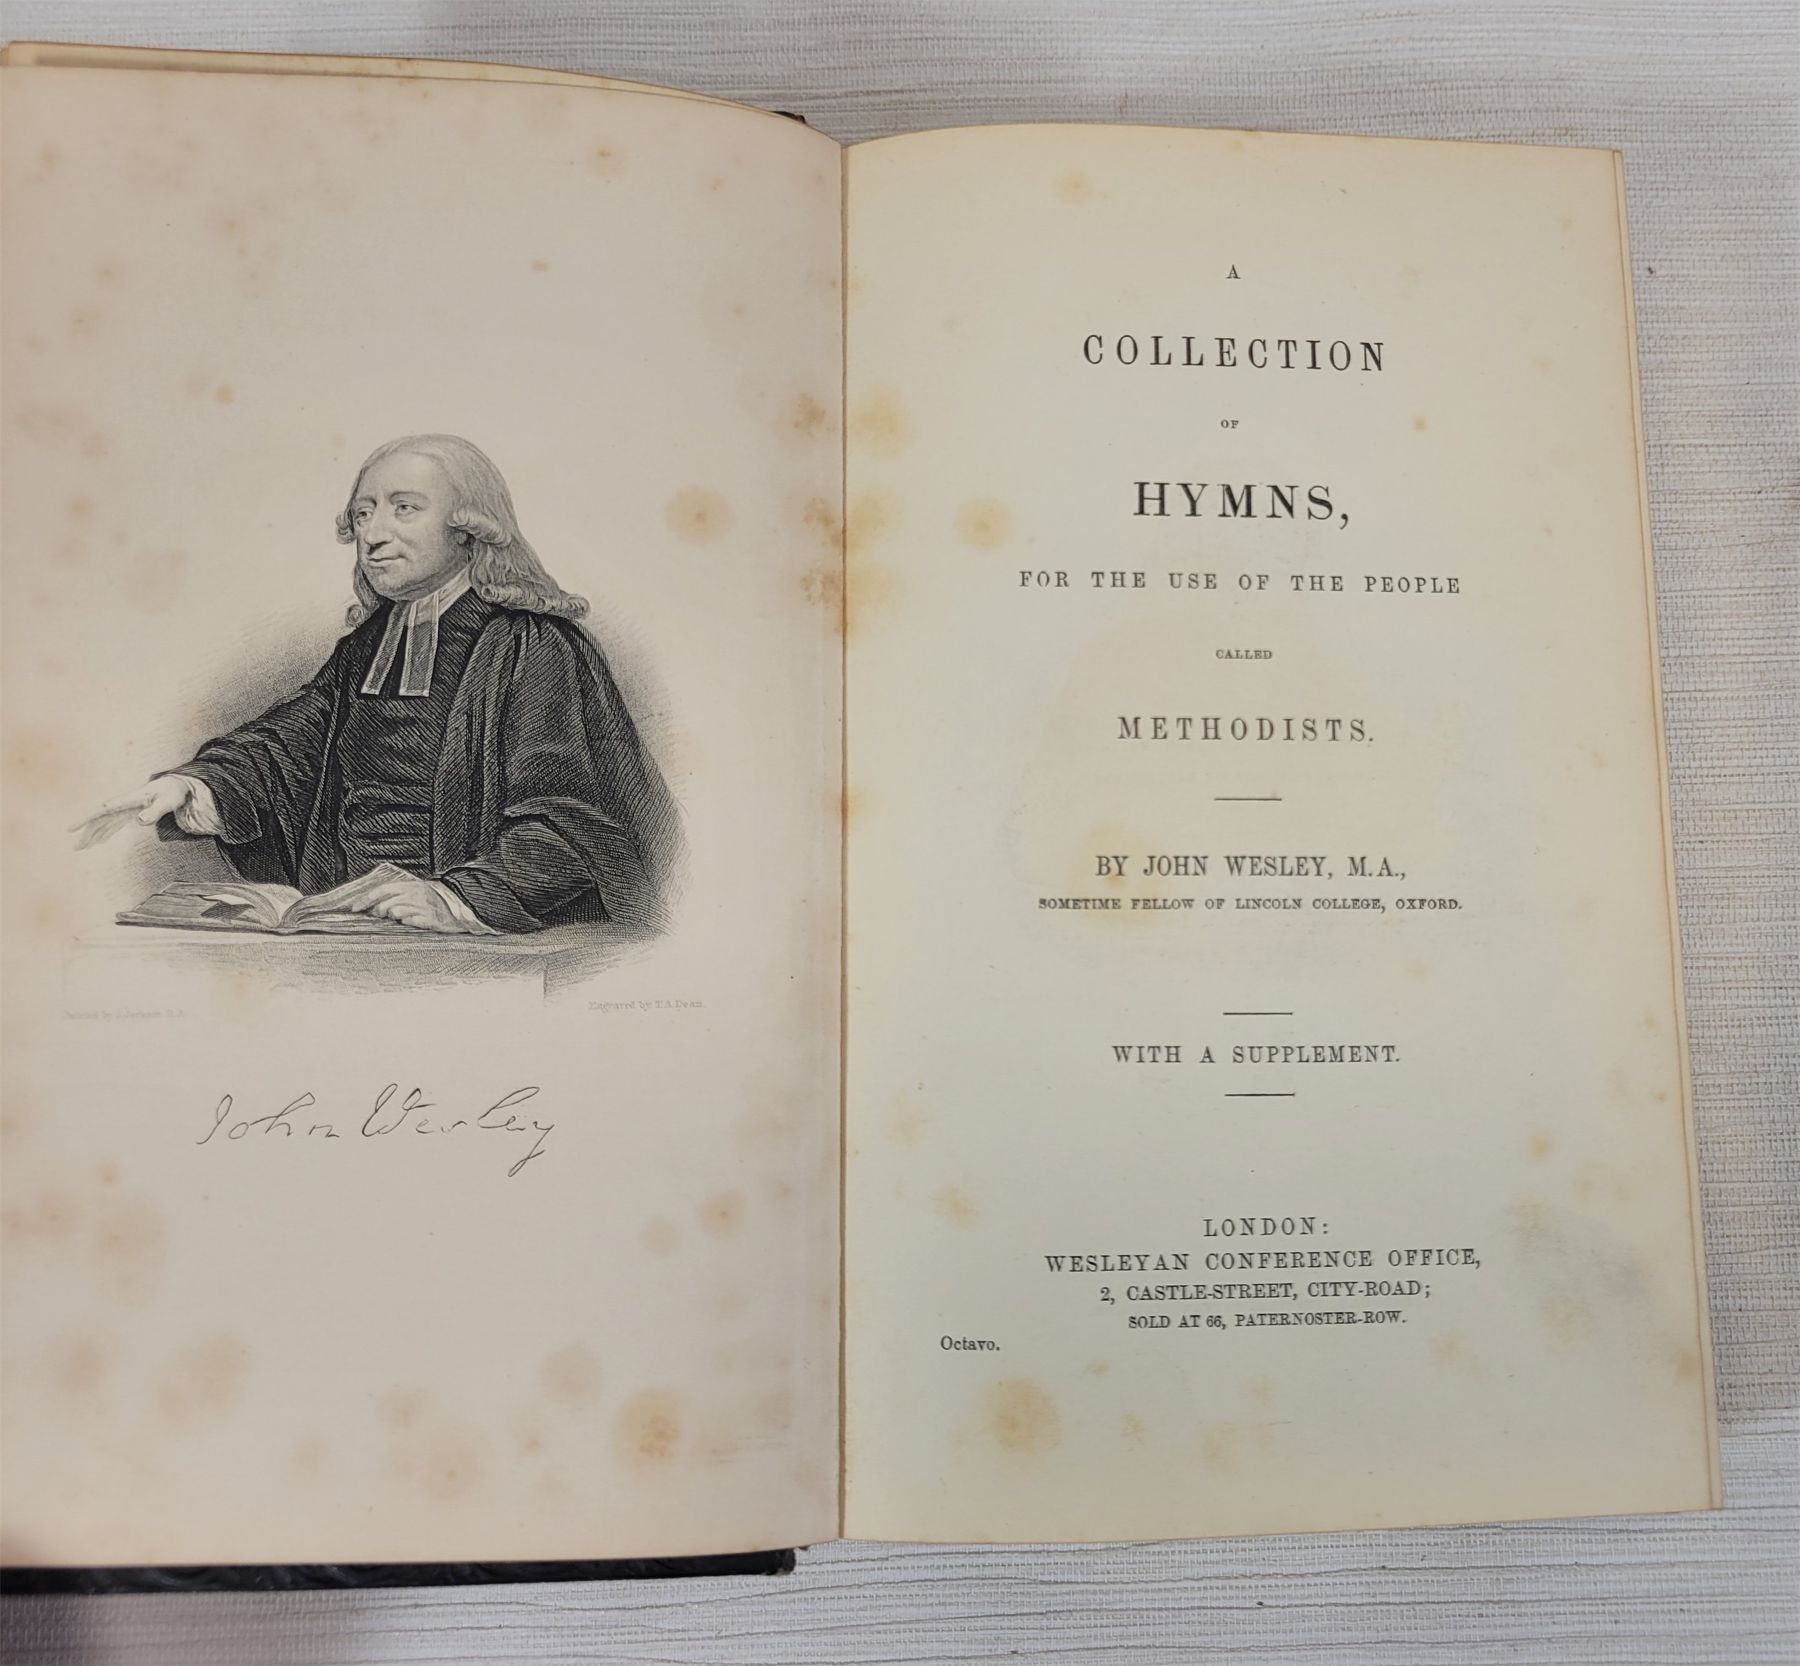 Painted by J. Jackson, R.A.
Engraved by T.A. Dean.
John Wesley
A
COLLECTION
OF
HYMNS,
FOR THE USE OF THE PEOPLE
CALLED
METHODISTS.
BY JOHN WESLEY, M.A.,
SOMETIME FELLOW OF LINCOLN COLLEGE, OXFORD.
WITH A SUPPLEMENT.
LONDON:
WESLEYAN CONFERENCE OFFICE,
2, CASTLE-STREET, CITY-ROAD;
SOLD AT 66, PATERNOSTER-ROW.
Octavo.